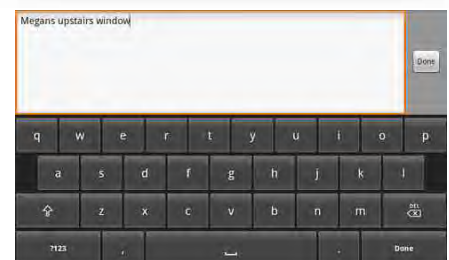 Megans upstairs window
Done
q w e r t y u i o p
a s d f g h j k l
z x c v b n m DEL
?123 , . Done